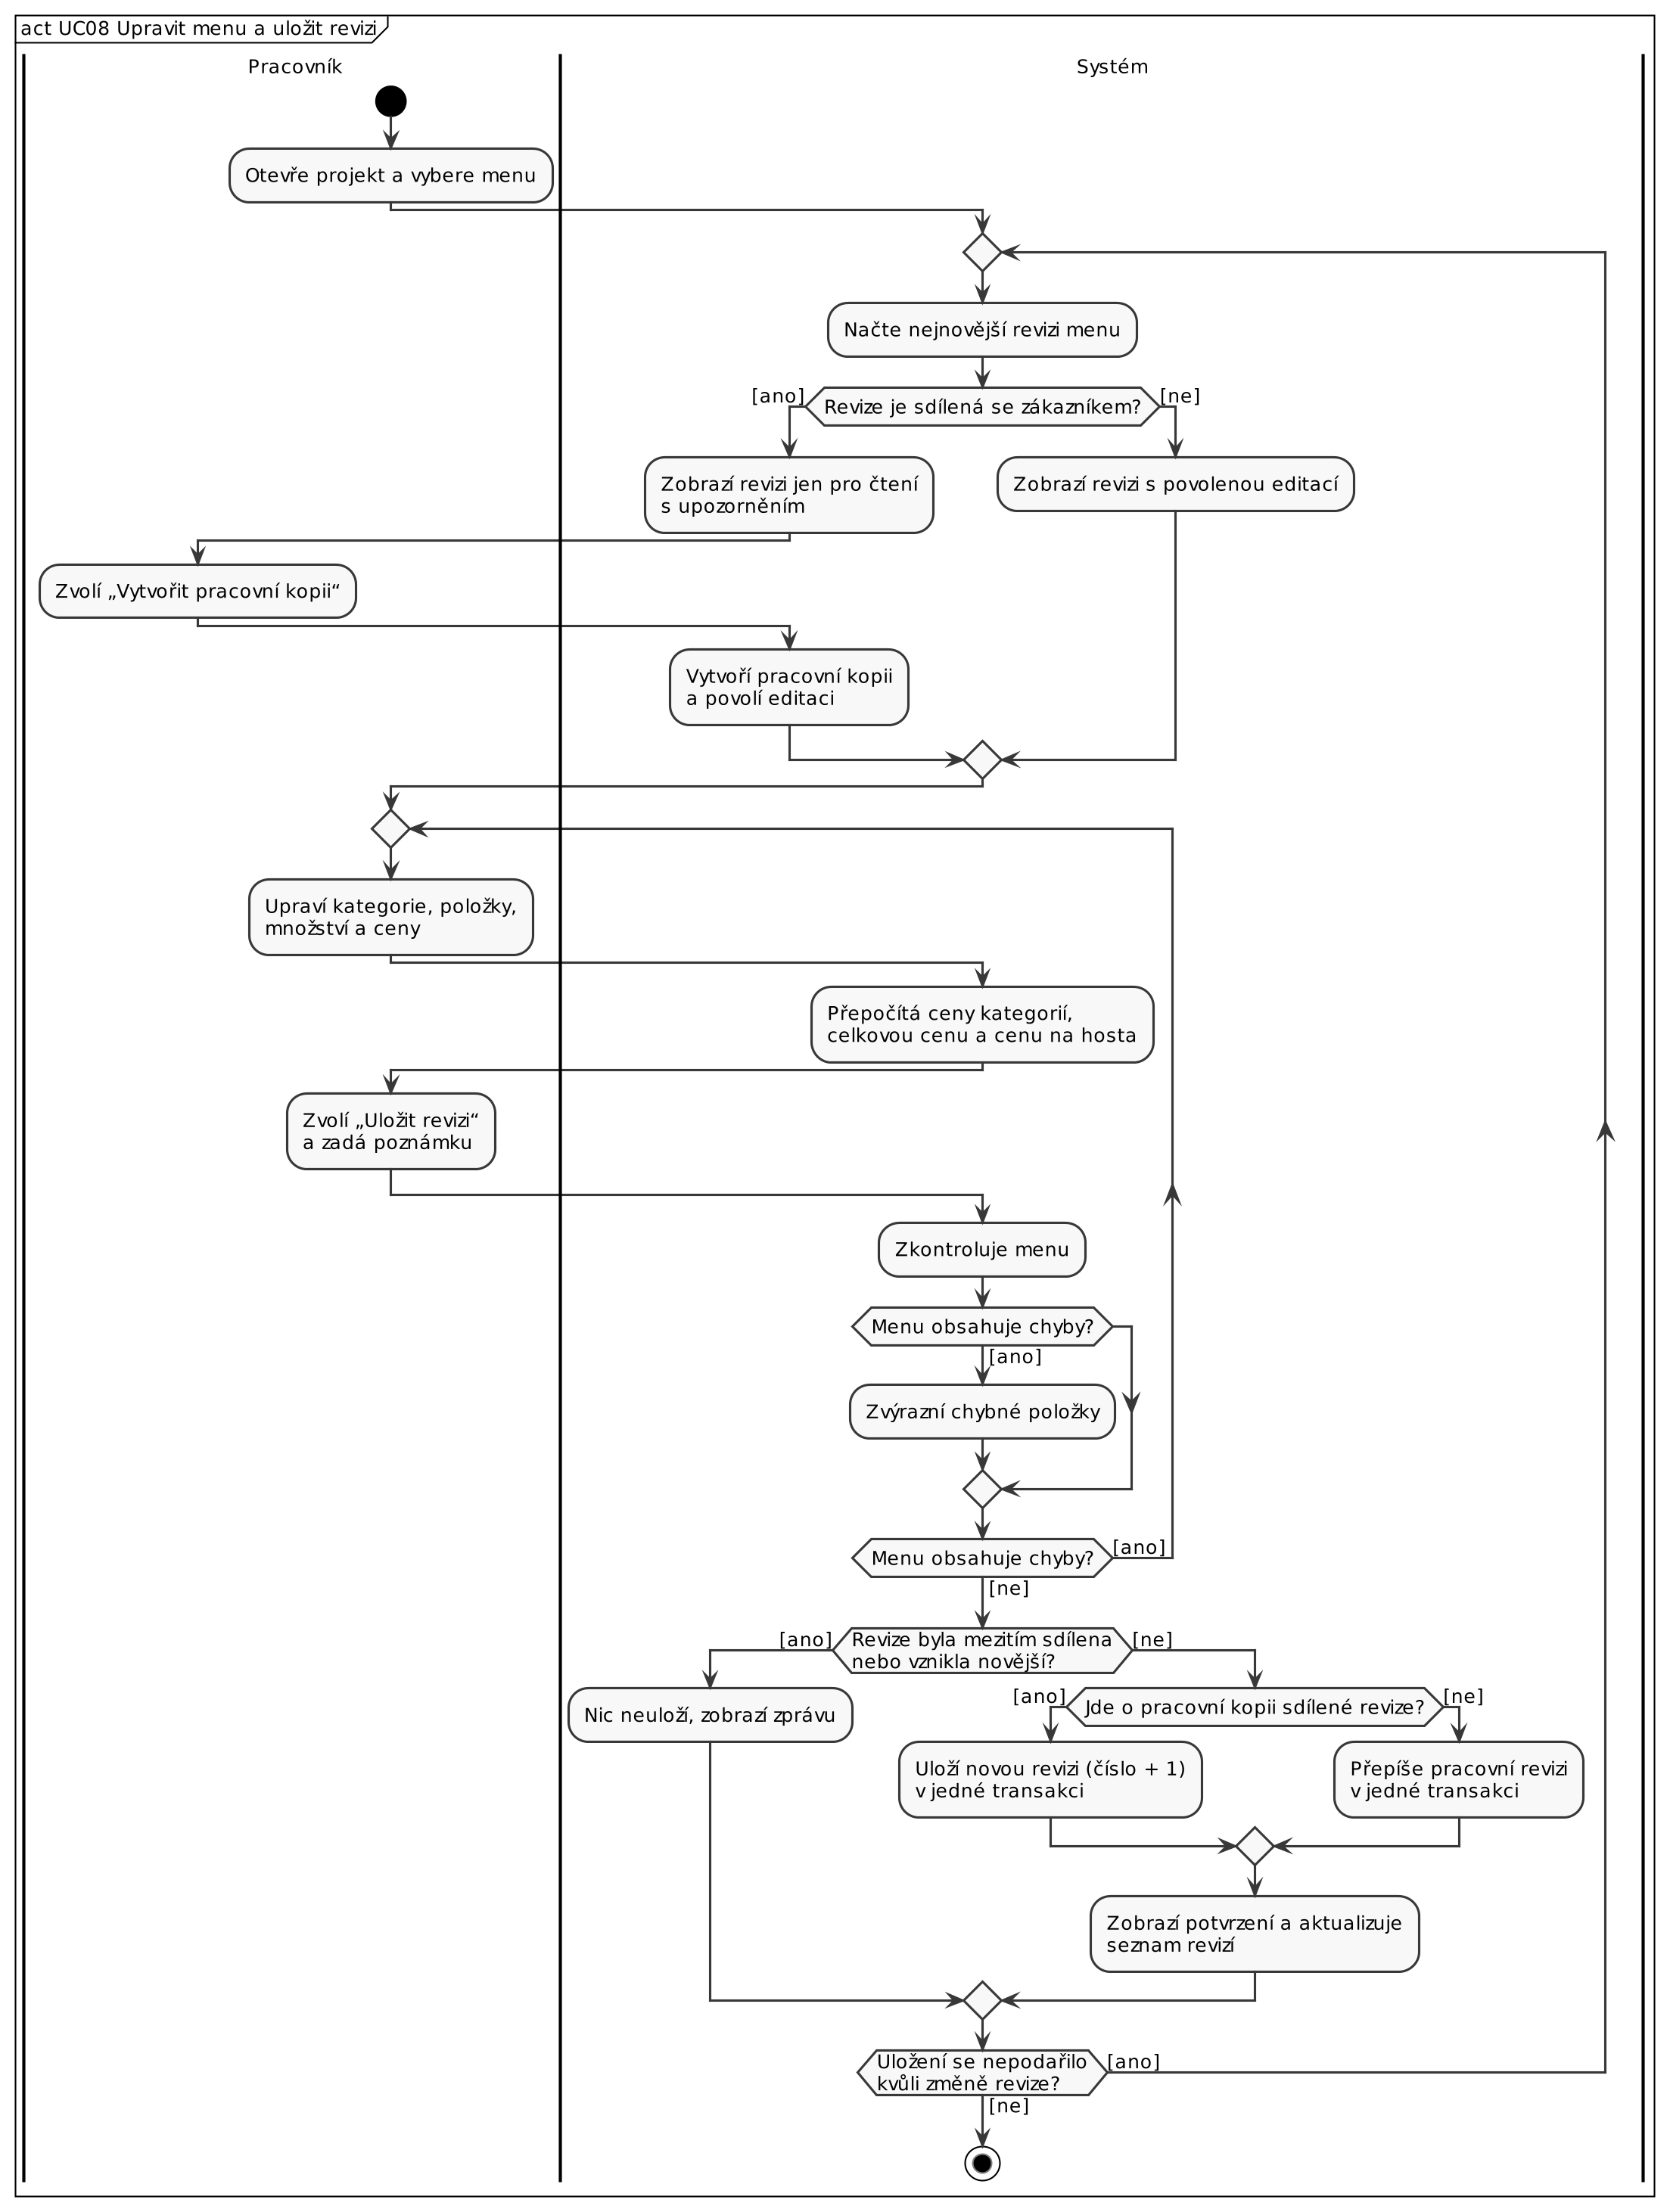 act UC08 Upravit menu a uložit revizi
Pracovník
Systém
Otevře projekt a vybere menu
Načte nejnovější revizi menu
[ano]
Revize je sdílená se zákazníkem?
[ne]
Zobrazí revizi jen pro čtení
s upozorněním
Zobrazí revizi s povolenou editací
Zvolí „Vytvořit pracovní kopii“
Vytvoří pracovní kopii
a povolí editaci
Upraví kategorie, položky,
množství a ceny
Přepočítá ceny kategorií,
celkovou cenu a cenu na hosta
Zvolí „Uložit revizi“
a zadá poznámku
Zkontroluje menu
Menu obsahuje chyby?
[ano]
Zvýrazní chybné položky
Menu obsahuje chyby?
[ano]
[ne]
[ano]
Revize byla mezitím sdílena
nebo vznikla novější?
[ne]
Nic neuloží, zobrazí zprávu
[ano]
Jde o pracovní kopii sdílené revize?
[ne]
Uloží novou revizi (číslo + 1)
v jedné transakci
Přepíše pracovní revizi
v jedné transakci
Zobrazí potvrzení a aktualizuje
seznam revizí
Uložení se nepodařilo
kvůli změně revize?
[ano]
[ne]